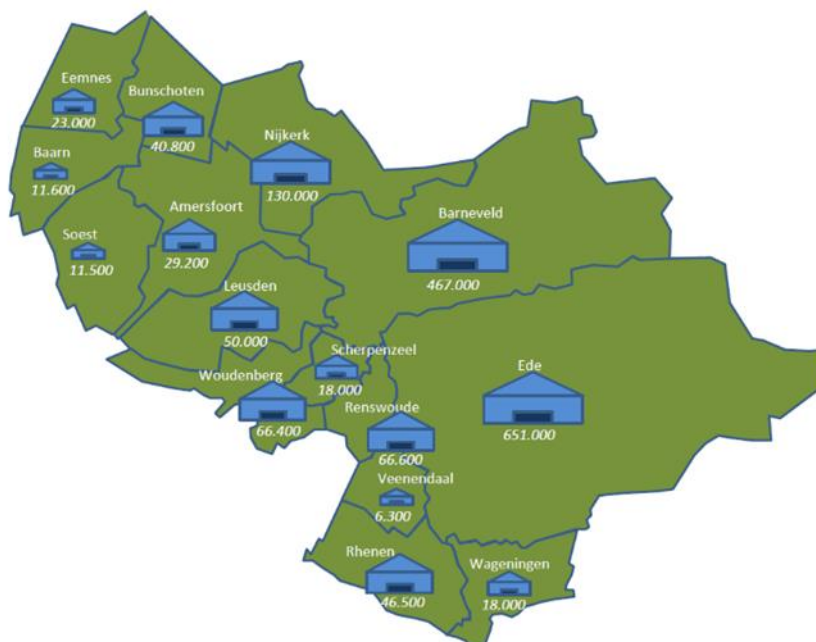 Eemnes
23.000
Bunschoten
40.800
Baarn
11.600
Nijkerk
130.000
Amersfoort
29.200
Barneveld
467.000
Soest
11.500
Leusden
50.000
Scherpenzeel
18.000
Woudenberg
66.400
Ede
651.000
Renswoude
66.600
Veenendaal
6.300
Rhenen
46.500
Wageningen
18.000